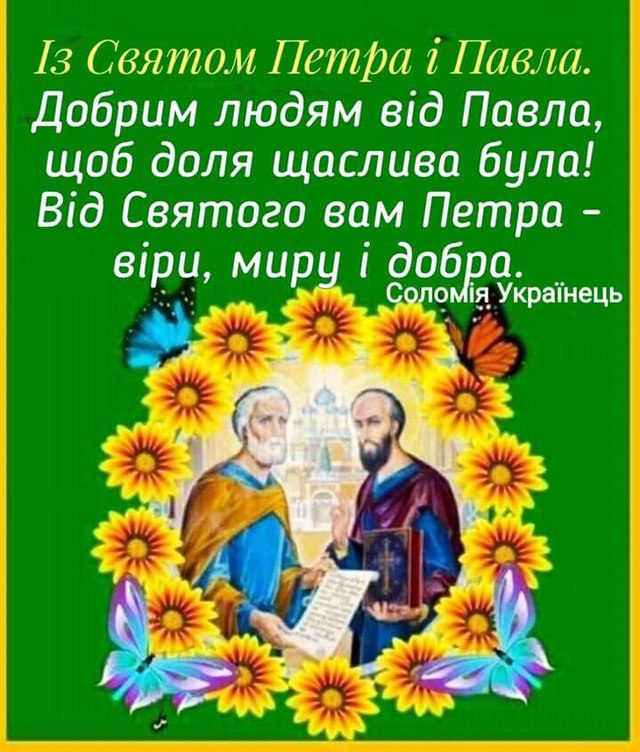 Із Святом Петра і Павла.
Добрим людям від Павла,
щоб доля щаслива була!
Від Святого вам Петра –
віри, миру і добра.
Соломія Українець